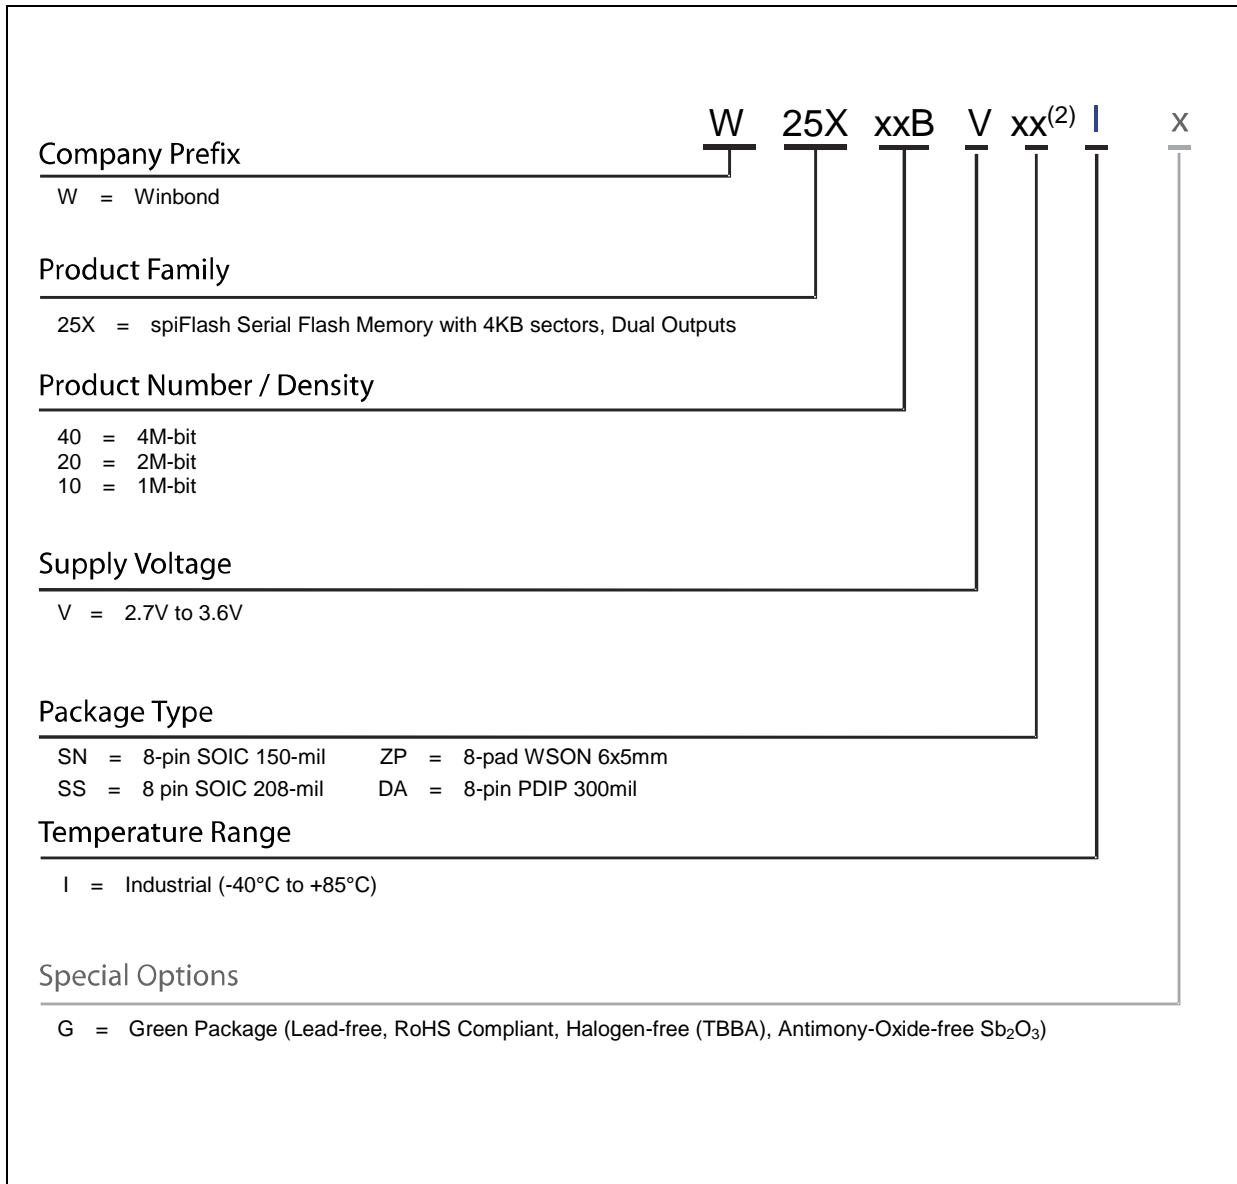 W 25X xxB V xx(2) I x
Company Prefix
W = Winbond
Product Family
25X = spiFlash Serial Flash Memory with 4KB sectors, Dual Outputs
Product Number / Density
40 = 4M-bit
20 = 2M-bit
10 = 1M-bit
Supply Voltage
V = 2.7V to 3.6V
Package Type
SN = 8-pin SOIC 150-mil ZP = 8-pad WSON 6x5mm
SS = 8 pin SOIC 208-mil DA = 8-pin PDIP 300mil
Temperature Range
I = Industrial (-40°C to +85°C)
Special Options
G = Green Package (Lead-free, RoHS Compliant, Halogen-free (TBBA), Antimony-Oxide-free Sb₂O₃)